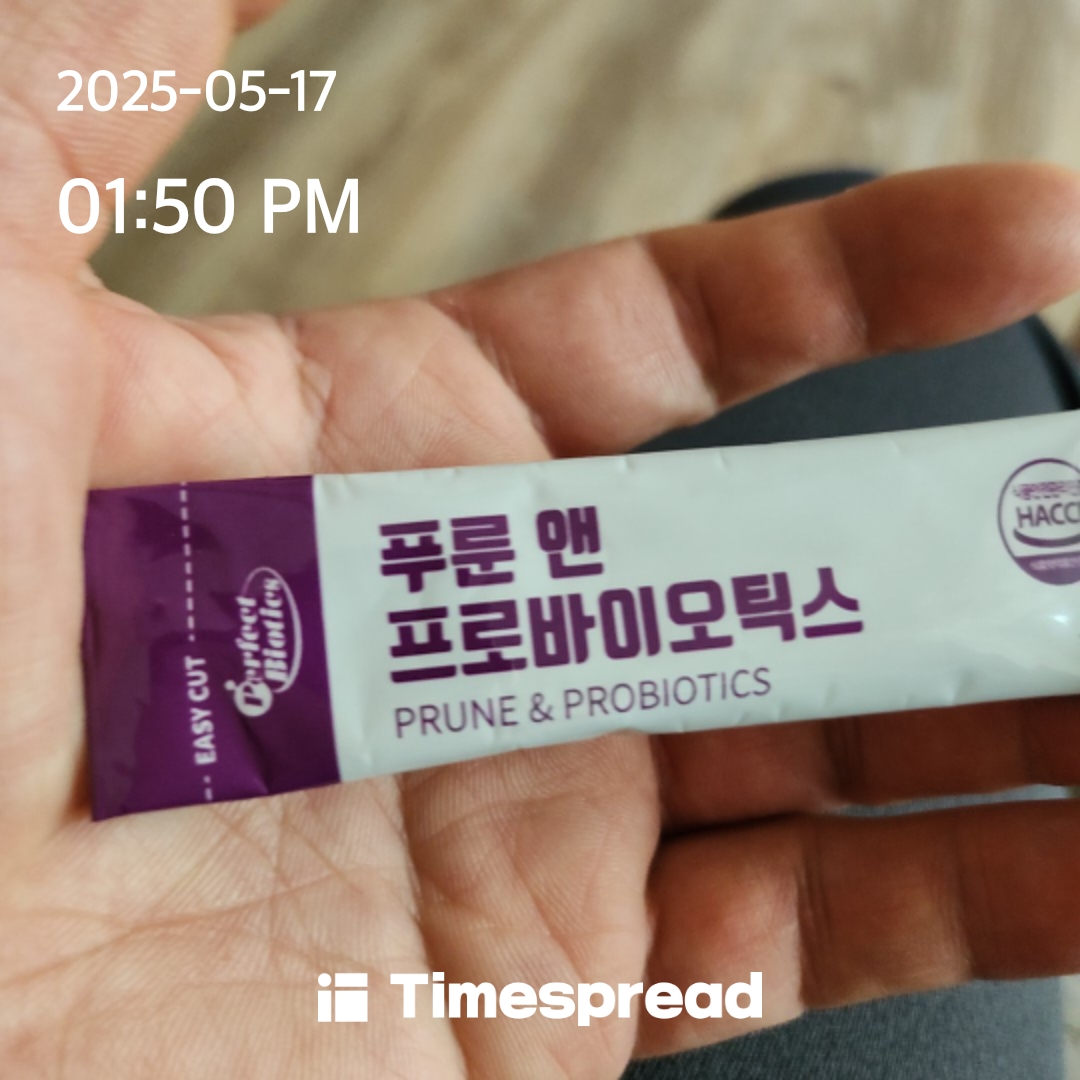 2025-05-17
01:50 PM
EASY CUT
Perfect
Biotics
푸룬 앤
프로바이오틱스
PRUNE & PROBIOTICS
Timespread